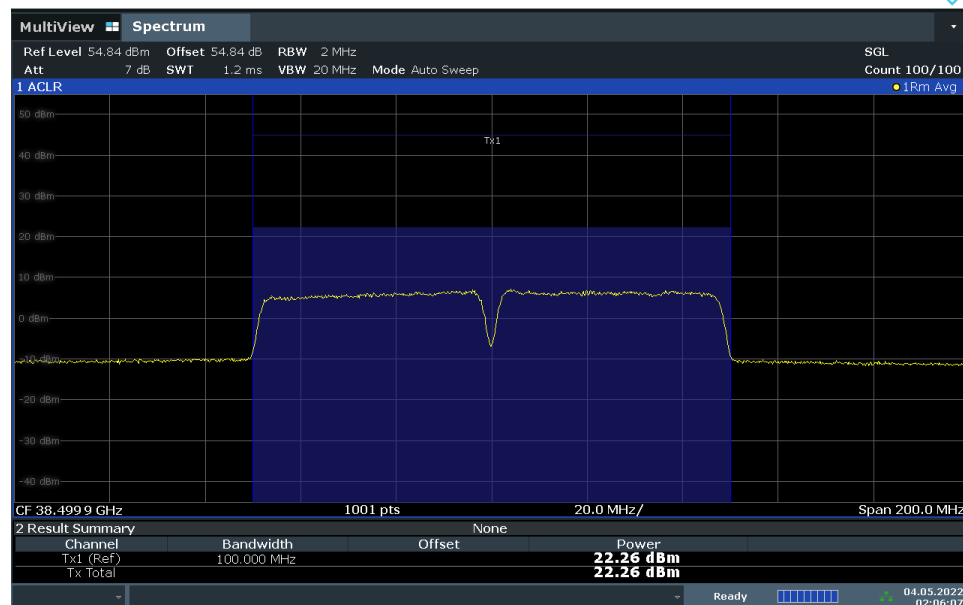 MultiView Spectrum
Ref Level 54.84 dBm Offset 54.84 dB RBW 2 MHz SGL
Att 7 dB SWT 1.2 ms VBW 20 MHz Mode Auto Sweep Count 100/100
1 ACLR 1Rm Avg
50 dBm
Tx1
40 dBm
30 dBm
20 dBm
10 dBm
0 dBm
-10 dBm
-20 dBm
-30 dBm
-40 dBm
CF 38.4999 GHz 1001 pts 20.0 MHz/ Span 200.0 MHz
2 Result Summary None
Channel Bandwidth Offset Power
Tx1 (Ref) 100.000 MHz 22.26 dBm
Tx Total 22.26 dBm
Ready 04.05.2022
02:06:07